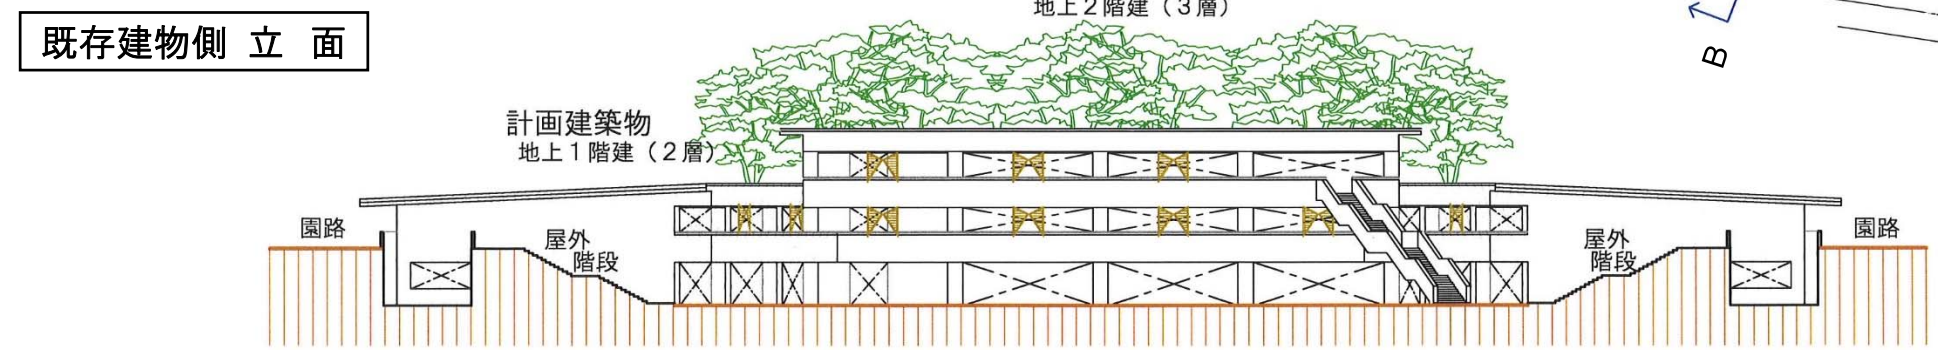 地上２階建（３層）
既存建物側 立 面
B
計画建築物
地上１階建（２層）
園路
屋外
階段
屋外
階段
園路